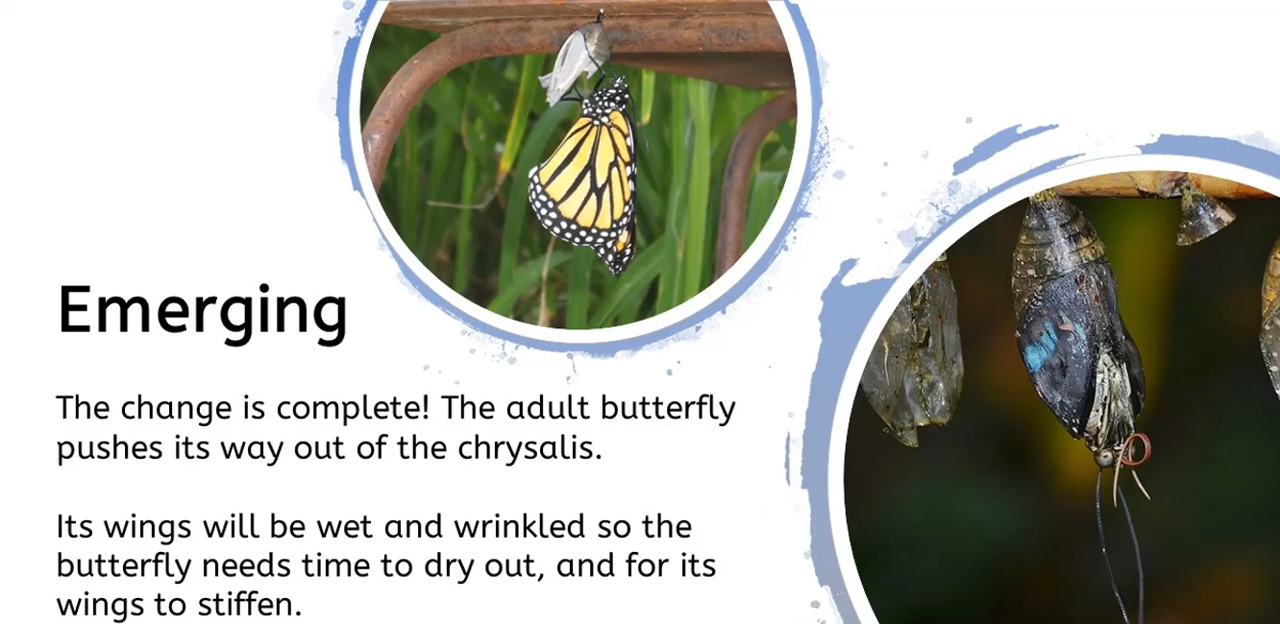 Emerging
The change is complete! The adult butterfly
pushes its way out of the chrysalis.
Its wings will be wet and wrinkled so the
butterfly needs time to dry out, and for its
wings to stiffen.